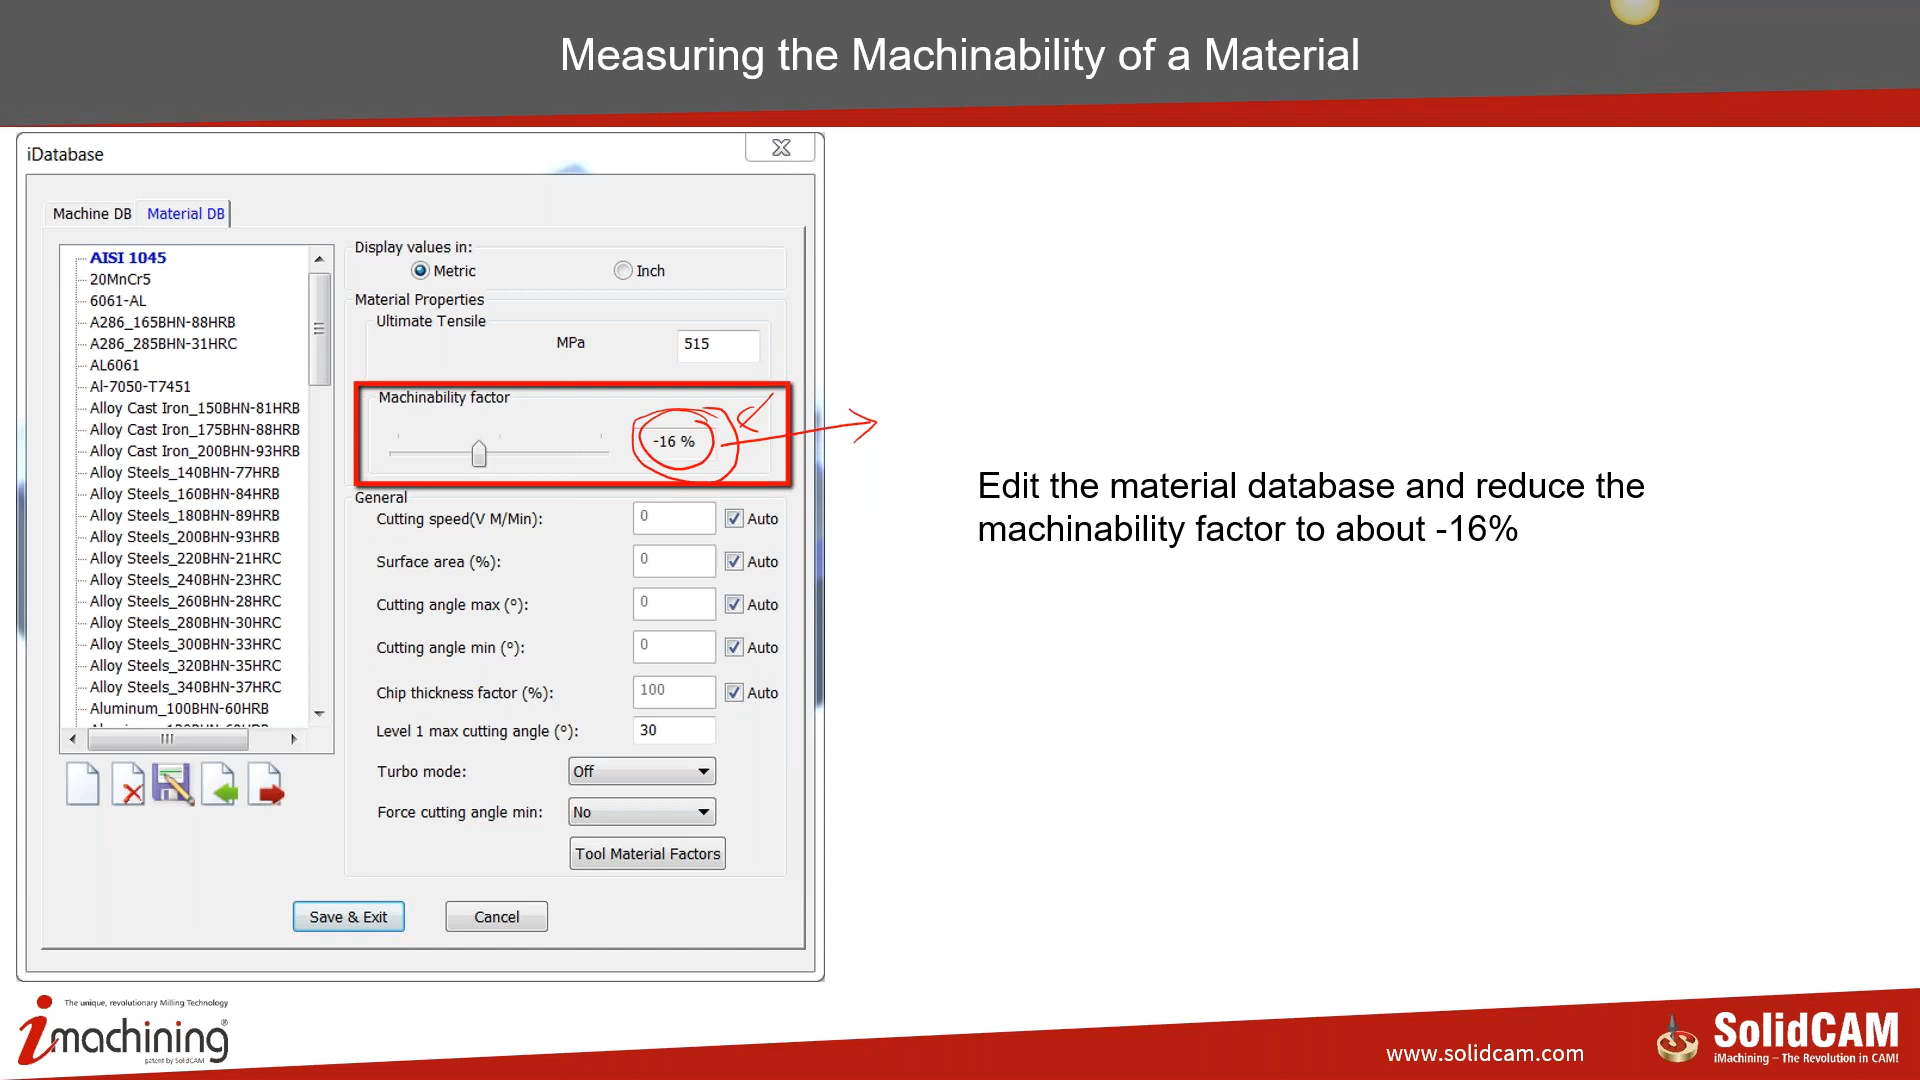 Measuring the Machinability of a Material
iDatabase
Machine DB
Material DB
AISI 1045
20MnCr5
6061-AL
A286_165BHN-88HRB
A286_285BHN-31HRC
AL6061
Al-7050-T7451
Alloy Cast Iron_150BHN-81HRB
Alloy Cast Iron_175BHN-88HRB
Alloy Cast Iron_200BHN-93HRB
Alloy Steels_140BHN-77HRB
Alloy Steels_160BHN-84HRB
Alloy Steels_180BHN-89HRB
Alloy Steels_200BHN-93HRB
Alloy Steels_220BHN-21HRC
Alloy Steels_240BHN-23HRC
Alloy Steels_260BHN-28HRC
Alloy Steels_280BHN-30HRC
Alloy Steels_300BHN-33HRC
Alloy Steels_320BHN-35HRC
Alloy Steels_340BHN-37HRC
Aluminum_100BHN-60HRB
Display values in:
Metric Inch
Material Properties
Ultimate Tensile
MPa 515
Machinability factor
-16 %
General
Cutting speed(V M/Min): 0 Auto
Surface area (%): 0 Auto
Cutting angle max (°): 0 Auto
Cutting angle min (°): 0 Auto
Chip thickness factor (%): 100 Auto
Level 1 max cutting angle (°): 30
Turbo mode: Off
Force cutting angle min: No
Tool Material Factors
Save & Exit Cancel
Edit the material database and reduce the
machinability factor to about -16%
The unique, revolutionary Milling Technology
imachining®
patent by SolidCAM
www.solidcam.com
SolidCAM
iMachining – The Revolution in CAM!